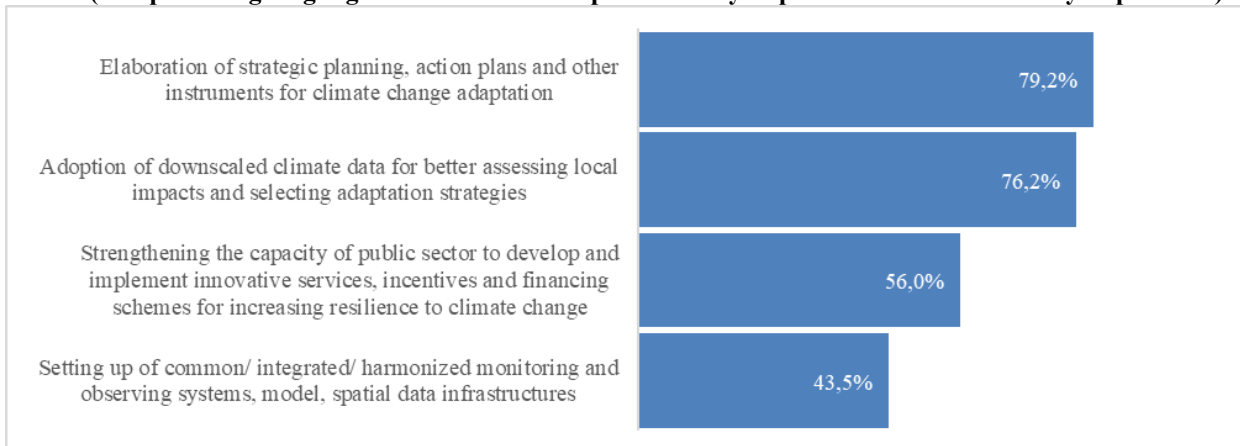 Elaboration of strategic planning, action plans and other
instruments for climate change adaptation
79,2%
Adoption of downscaled climate data for better assessing local
impacts and selecting adaptation strategies
76,2%
Strengthening the capacity of public sector to develop and
implement innovative services, incentives and financing
schemes for increasing resilience to climate change
56,0%
Setting up of common/ integrated/ harmonized monitoring and
observing systems, model, spatial data infrastructures
43,5%